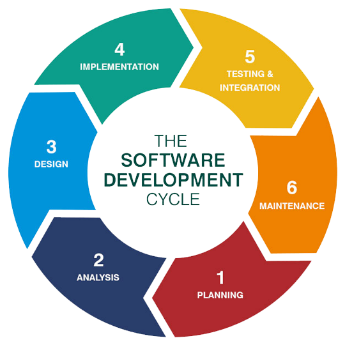 THE
SOFTWARE
DEVELOPMENT
CYCLE
1
PLANNING
2
ANALYSIS
3
DESIGN
4
IMPLEMENTATION
5
TESTING &
INTEGRATION
6
MAINTENANCE